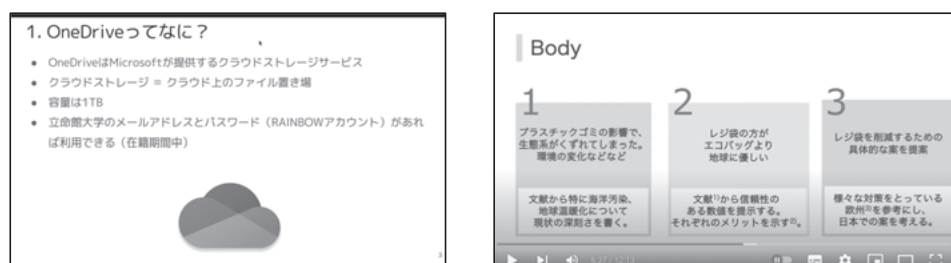 1. OneDriveってなに？
● OneDriveはMicrosoftが提供するクラウドストレージサービス
● クラウドストレージ = クラウド上のファイル置き場
● 容量は1TB
● 立命館大学のメールアドレスとパスワード（RAINBOWアカウント）があれ
ば利用できる（在籍期間中）
3
Body
1
プラスチックゴミの影響で、
生態系がくずれてしまった。
環境の変化などなど
文献から特に海洋汚染、
地球温暖化について
現状の深刻さを書く。
2
レジ袋の方が
エコバッグより
地球に優しい
文献¹⁾から信頼性の
ある数値を提示する。
それぞれのメリットを示す²⁾。
3
レジ袋を削減するための
具体的な案を提案
様々な対策をとっている
欧州³⁾を参考にし、
日本での案を考える。
6:37 / 12:13